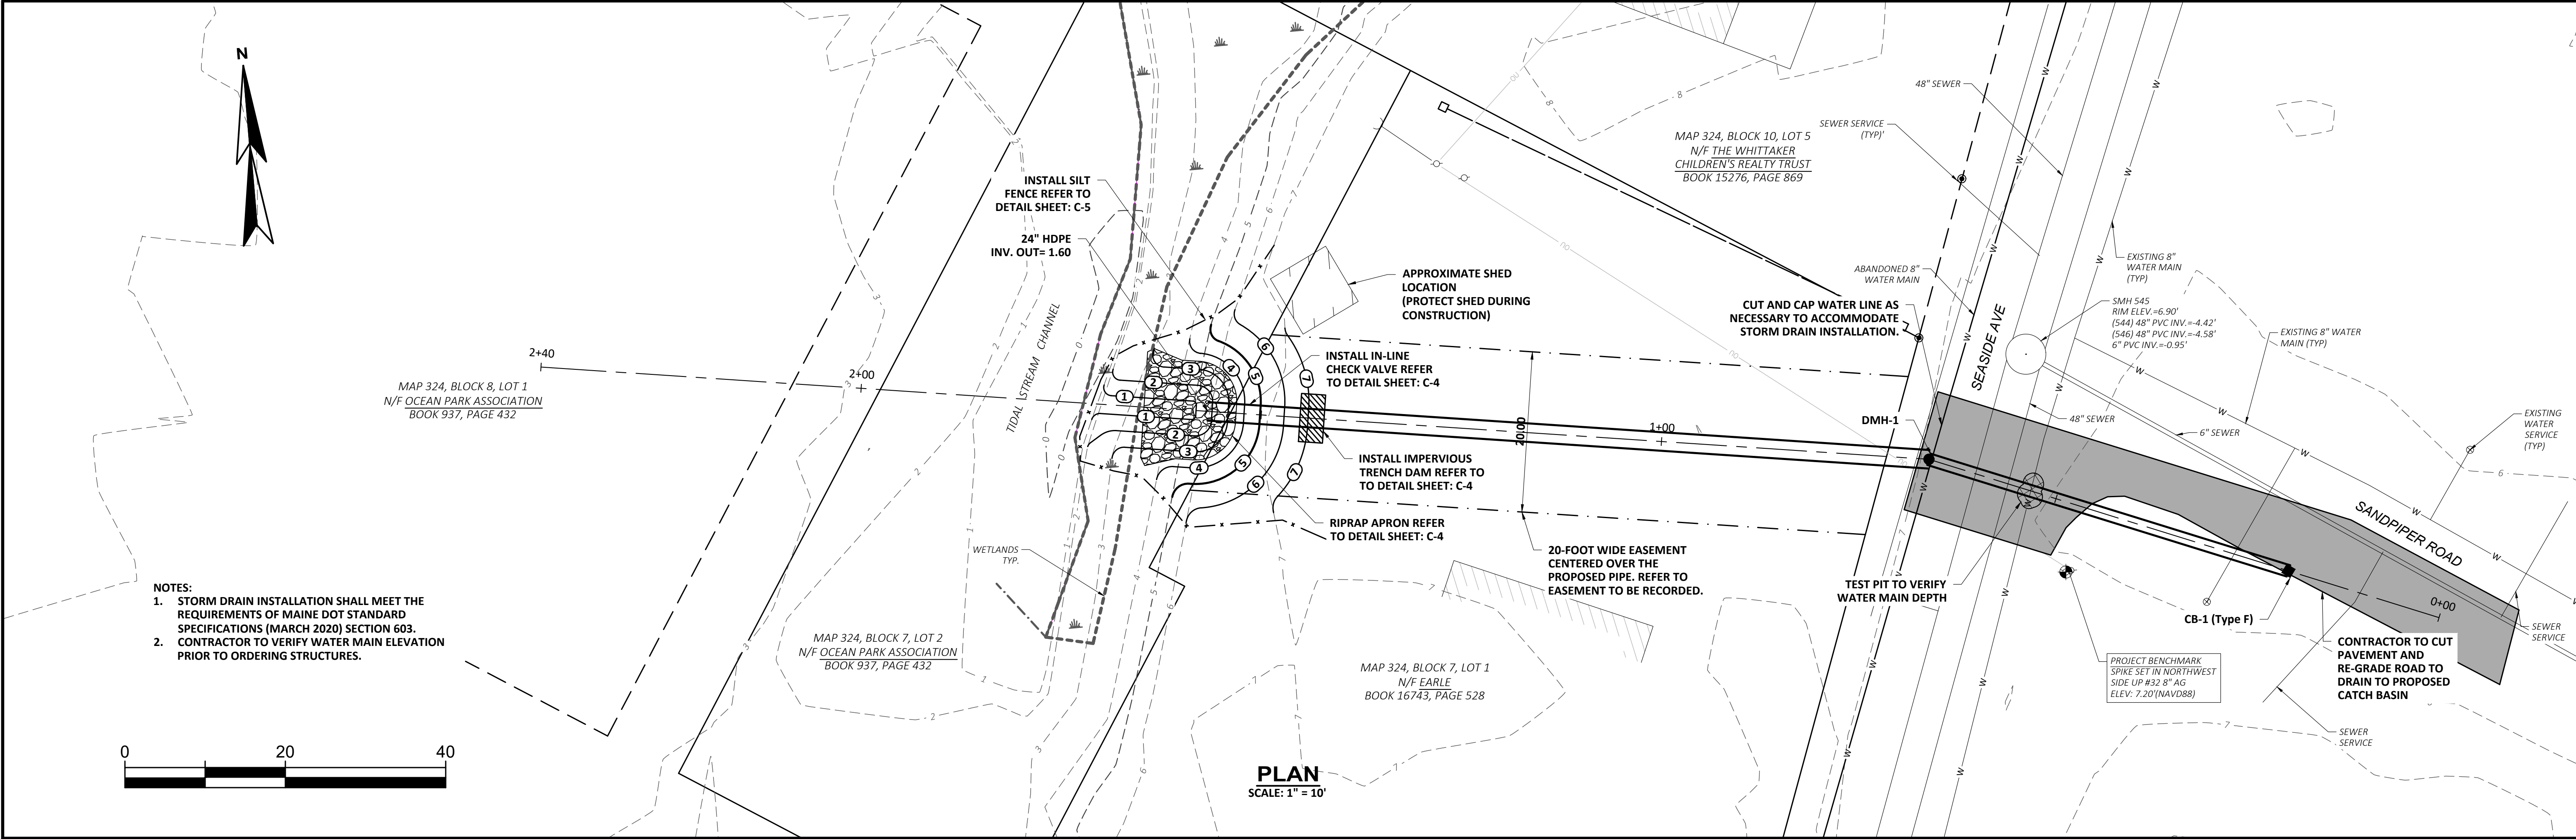 N
48" SEWER
SEWER SERVICE
(TYP)'
MAP 324, BLOCK 10, LOT 5
N/F THE WHITTAKER
CHILDREN'S REALTY TRUST
BOOK 15276, PAGE 869
INSTALL SILT
FENCE REFER TO
DETAIL SHEET: C-5
24" HDPE
INV. OUT= 1.60
APPROXIMATE SHED
LOCATION
(PROTECT SHED DURING
CONSTRUCTION)
ABANDONED 8"
WATER MAIN
CUT AND CAP WATER LINE AS
NECESSARY TO ACCOMMODATE
STORM DRAIN INSTALLATION.
SEASIDE AVE
EXISTING 8"
WATER MAIN
(TYP)
SMH 545
RIM ELEV.=6.90'
(544) 48" PVC INV.=-4.42'
(546) 48" PVC INV.=-4.58'
6" PVC INV.=-0.95'
EXISTING 8" WATER
MAIN (TYP)
EXISTING
WATER
SERVICE
(TYP)
2+40
2+00
1+00
0+00
MAP 324, BLOCK 8, LOT 1
N/F OCEAN PARK ASSOCIATION
BOOK 937, PAGE 432
TIDAL STREAM CHANNEL
INSTALL IN-LINE
CHECK VALVE REFER
TO DETAIL SHEET: C-4
20.00
DMH-1
48" SEWER
6" SEWER
INSTALL IMPERVIOUS
TRENCH DAM REFER TO
TO DETAIL SHEET: C-4
RIPRAP APRON REFER
TO DETAIL SHEET: C-4
SANDPIPER ROAD
WETLANDS
TYP.
20-FOOT WIDE EASEMENT
CENTERED OVER THE
PROPOSED PIPE. REFER TO
EASEMENT TO BE RECORDED.
TEST PIT TO VERIFY
WATER MAIN DEPTH
CB-1 (Type F)
SEWER
SERVICE
CONTRACTOR TO CUT
PAVEMENT AND
RE-GRADE ROAD TO
DRAIN TO PROPOSED
CATCH BASIN
PROJECT BENCHMARK
SPIKE SET IN NORTHWEST
SIDE UP #32 8" AG
ELEV: 7.20'(NAVD88)
SEWER
SERVICE
NOTES:
1. STORM DRAIN INSTALLATION SHALL MEET THE
REQUIREMENTS OF MAINE DOT STANDARD
SPECIFICATIONS (MARCH 2020) SECTION 603.
2. CONTRACTOR TO VERIFY WATER MAIN ELEVATION
PRIOR TO ORDERING STRUCTURES.
MAP 324, BLOCK 7, LOT 2
N/F OCEAN PARK ASSOCIATION
BOOK 937, PAGE 432
MAP 324, BLOCK 7, LOT 1
N/F EARLE
BOOK 16743, PAGE 528
0 20 40
PLAN
SCALE: 1" = 10'